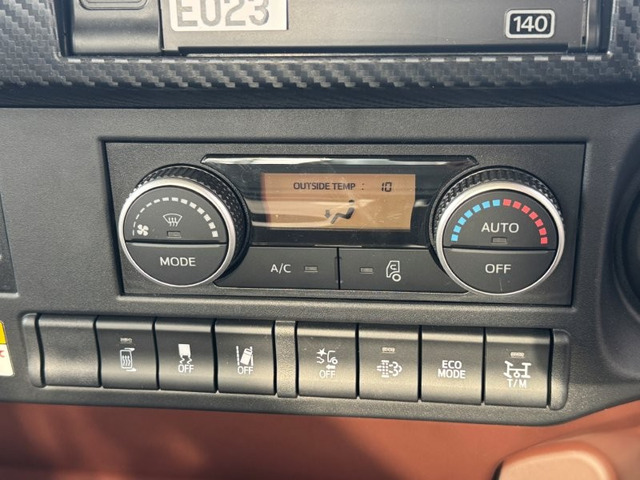 E023
140
OUTSIDE TEMP : 10
MODE
AUTO
OFF
A/C
OFF
OFF
OFF
ECO
MODE
T/M